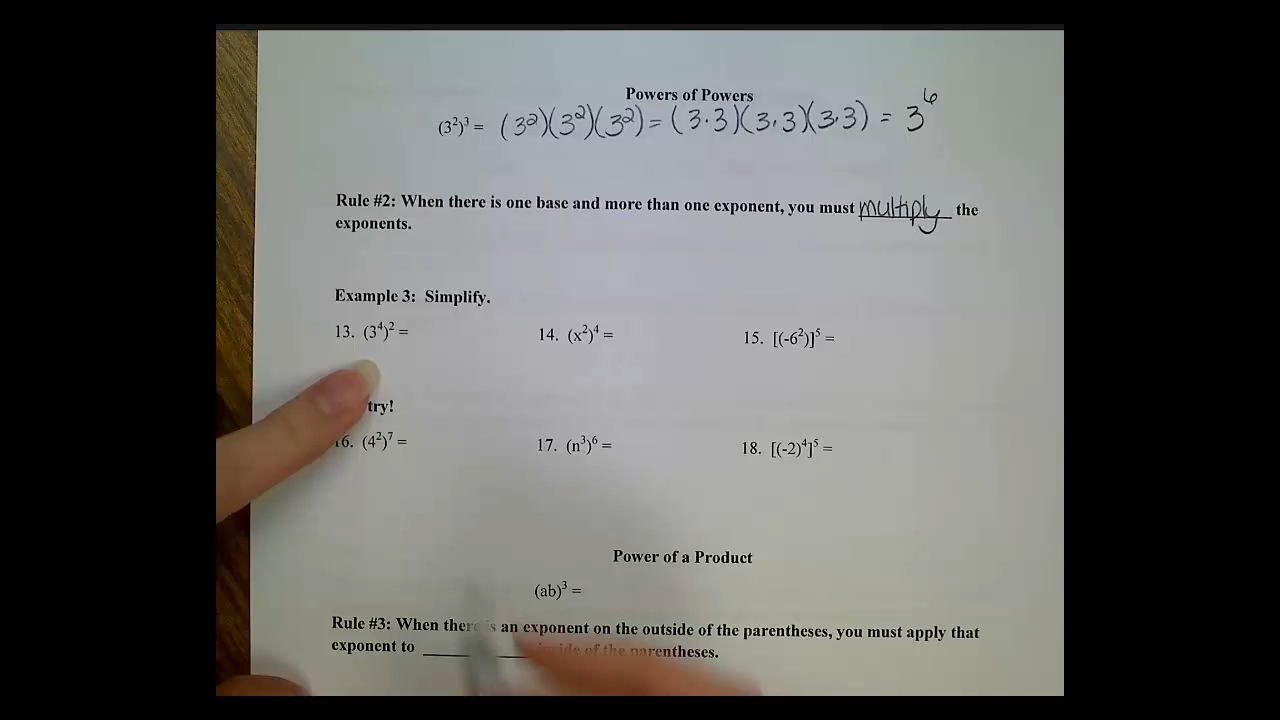 Powers of Powers
(3²)³ = (3²)(3²)(3²) = (3·3)(3·3)(3·3) = 3⁶
Rule #2: When there is one base and more than one exponent, you must multiply the
exponents.
Example 3: Simplify.
13. (3⁴)² = 14. (x²)⁴ = 15. [(-6²)]⁵ =
try!
16. (4²)⁷ = 17. (n³)⁶ = 18. [(-2)⁴]⁵ =
Power of a Product
(ab)³ =
Rule #3: When there is an exponent on the outside of the parentheses, you must apply that
exponent to ________ inside of the parentheses.